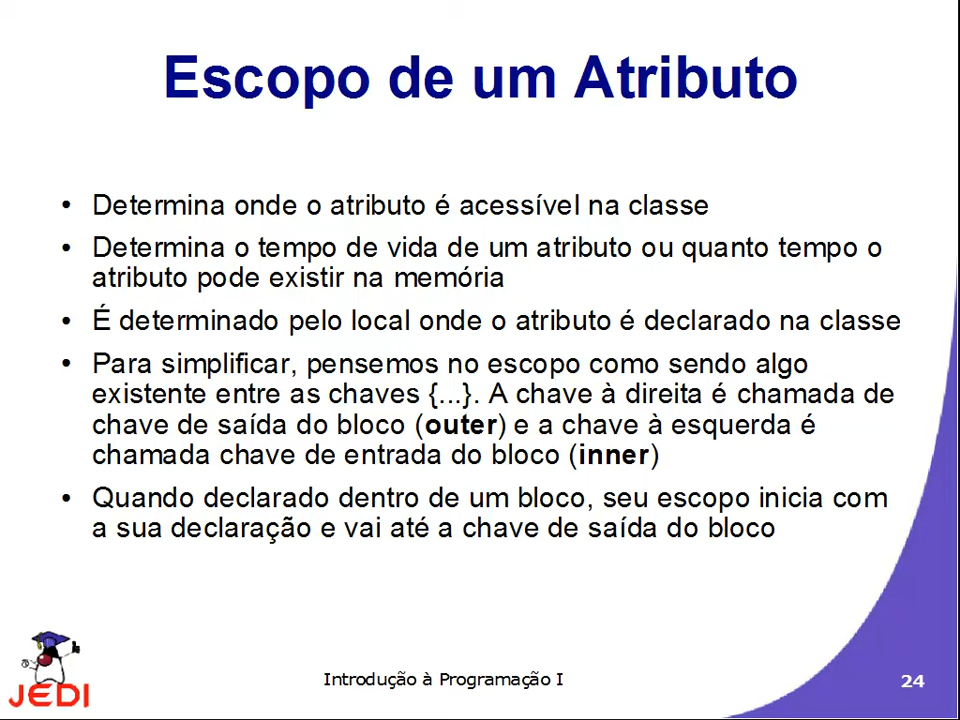 Escopo de um Atributo
• Determina onde o atributo é acessível na classe
• Determina o tempo de vida de um atributo ou quanto tempo o
atributo pode existir na memória
• É determinado pelo local onde o atributo é declarado na classe
• Para simplificar, pensemos no escopo como sendo algo
existente entre as chaves {...}. A chave à direita é chamada de
chave de saída do bloco (outer) e a chave à esquerda é
chamada chave de entrada do bloco (inner)
• Quando declarado dentro de um bloco, seu escopo inicia com
a sua declaração e vai até a chave de saída do bloco
JEDI
Introdução à Programação I
24